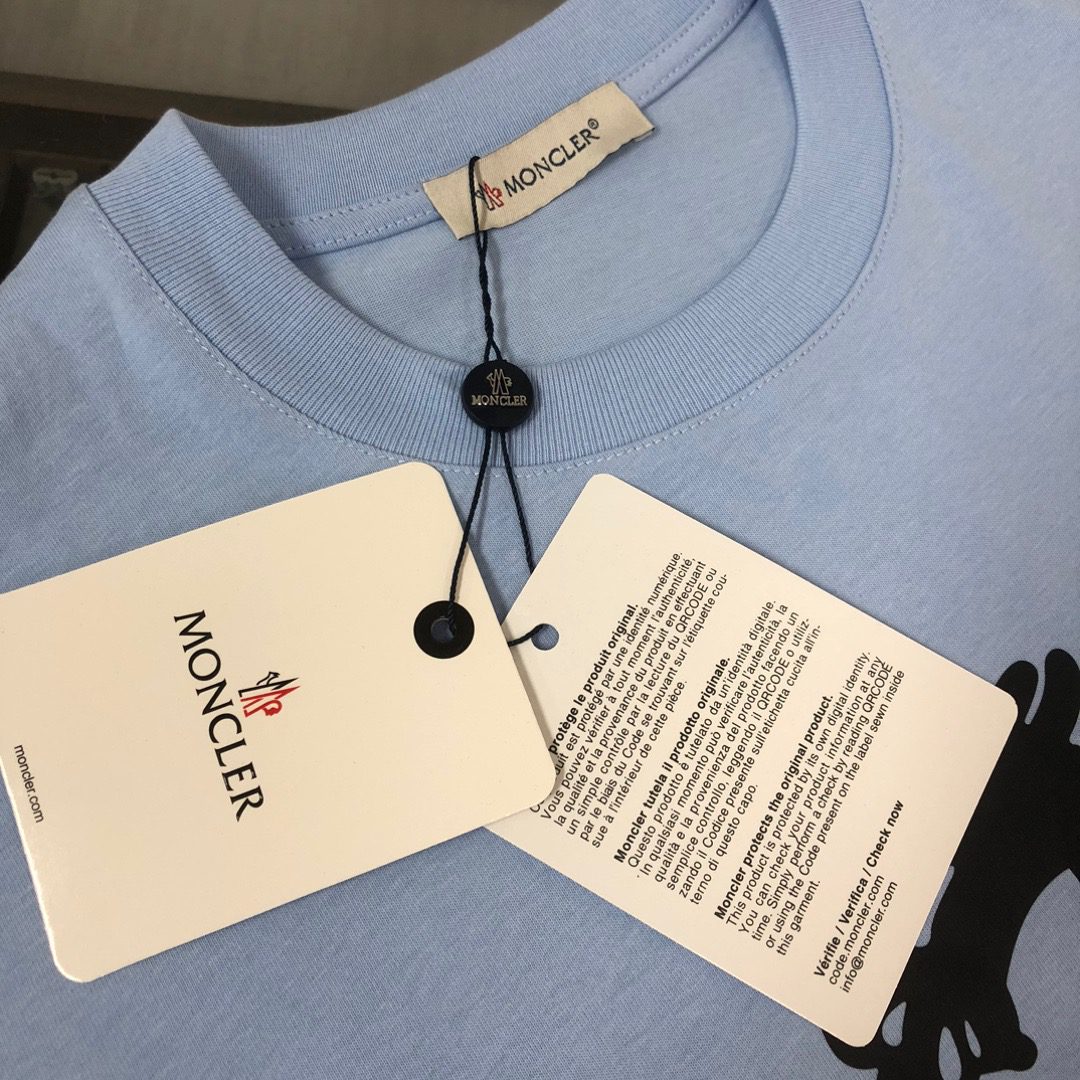 MONCLER®
MONCLER
MONCLER
moncler.com
protège le produit original.
est protégé par une identité numérique.
Vous pouvez vérifier à tout moment l'authenticité,
la qualité et la provenance du produit en effectuant
un simple contrôle par la lecture du QRCODE ou
par le biais du Code se trouvant sur l'étiquette cou-
sue à l'intérieur de cette pièce.
Moncler tutela il prodotto originale.
Questo prodotto è tutelato da un'identità digitale.
In qualsiasi momento può verificare l'autenticità, la
qualità e la provenienza del prodotto facendo un
semplice controllo, leggendo il QRCODE o utiliz-
zando il Codice presente sull'etichetta cucita all'in-
terno di questo capo.
Moncler protects the original product.
This product is protected by its own digital identity.
You can check your product information at any
time. Simply perform a check by reading QRCODE
or using the Code present on the label sewn inside
this garment.
Vérifie / Verifica / Check now
code.moncler.com
info@moncler.com